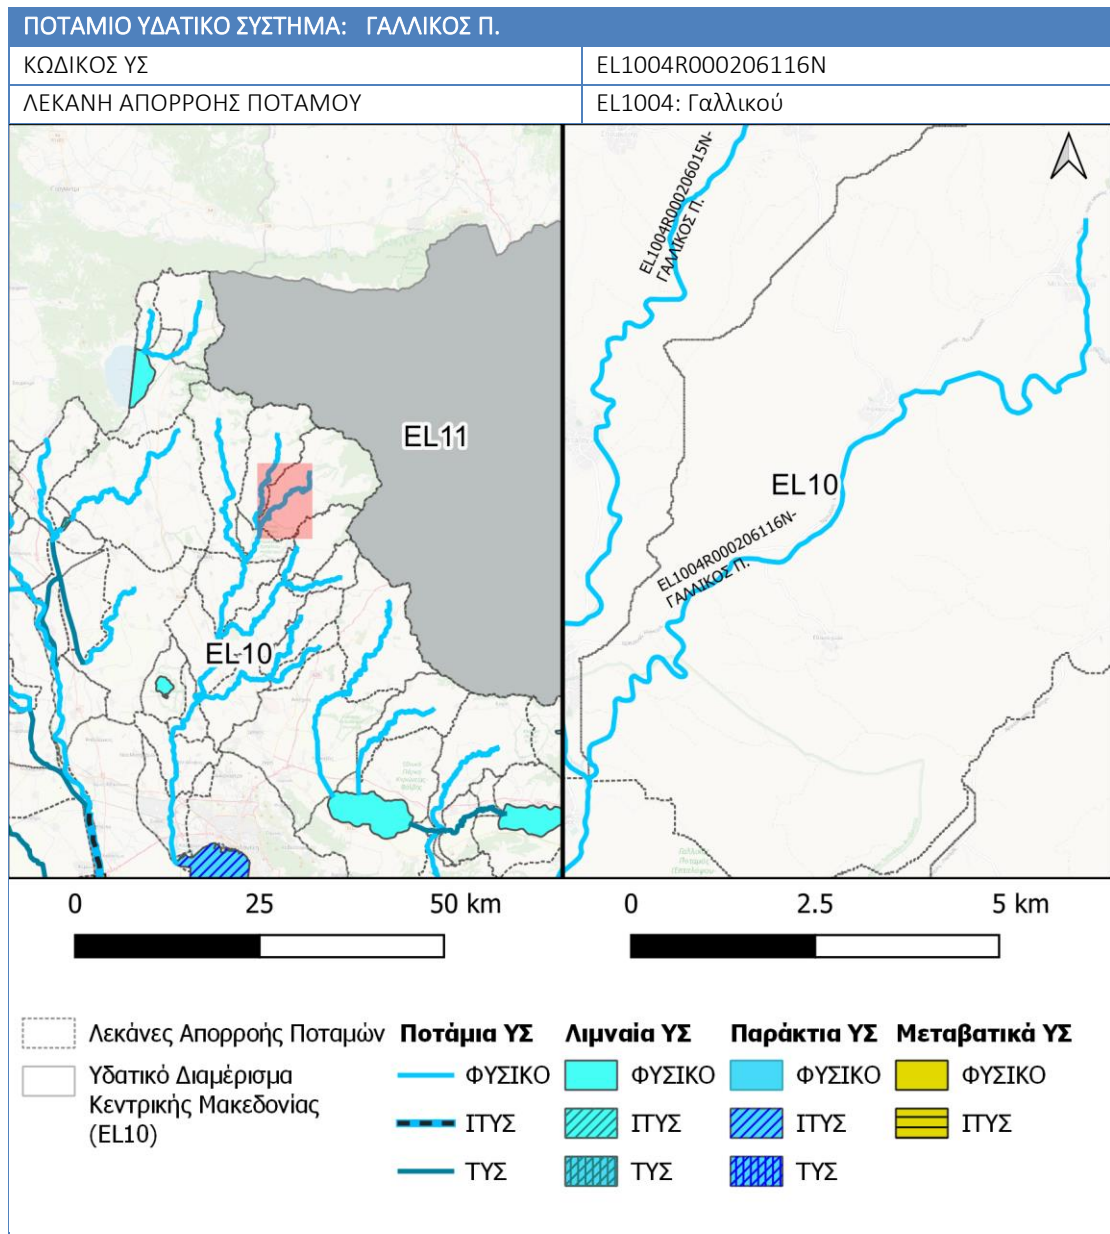 ΠΟΤΑΜΙΟ ΥΔΑΤΙΚΟ ΣΥΣΤΗΜΑ: ΓΑΛΛΙΚΟΣ Π.
ΚΩΔΙΚΟΣ ΥΣ EL1004R000206116N
ΛΕΚΑΝΗ ΑΠΟΡΡΟΗΣ ΠΟΤΑΜΟΥ EL1004: Γαλλικού
EL11
EL10
EL1004R000206015N-
ΓΑΛΛΙΚΟΣ Π.
EL10
EL1004R000206116N-
ΓΑΛΛΙΚΟΣ Π.
0 25 50 km
0 2.5 5 km
Λεκάνες Απορροής Ποταμών
Υδατικό Διαμέρισμα
Κεντρικής Μακεδονίας
(EL10)
Ποτάμια ΥΣ
ΦΥΣΙΚΟ
ΙΤΥΣ
ΤΥΣ
Λιμναία ΥΣ
ΦΥΣΙΚΟ
ΙΤΥΣ
ΤΥΣ
Παράκτια ΥΣ
ΦΥΣΙΚΟ
ΙΤΥΣ
ΤΥΣ
Μεταβατικά ΥΣ
ΦΥΣΙΚΟ
ΙΤΥΣ